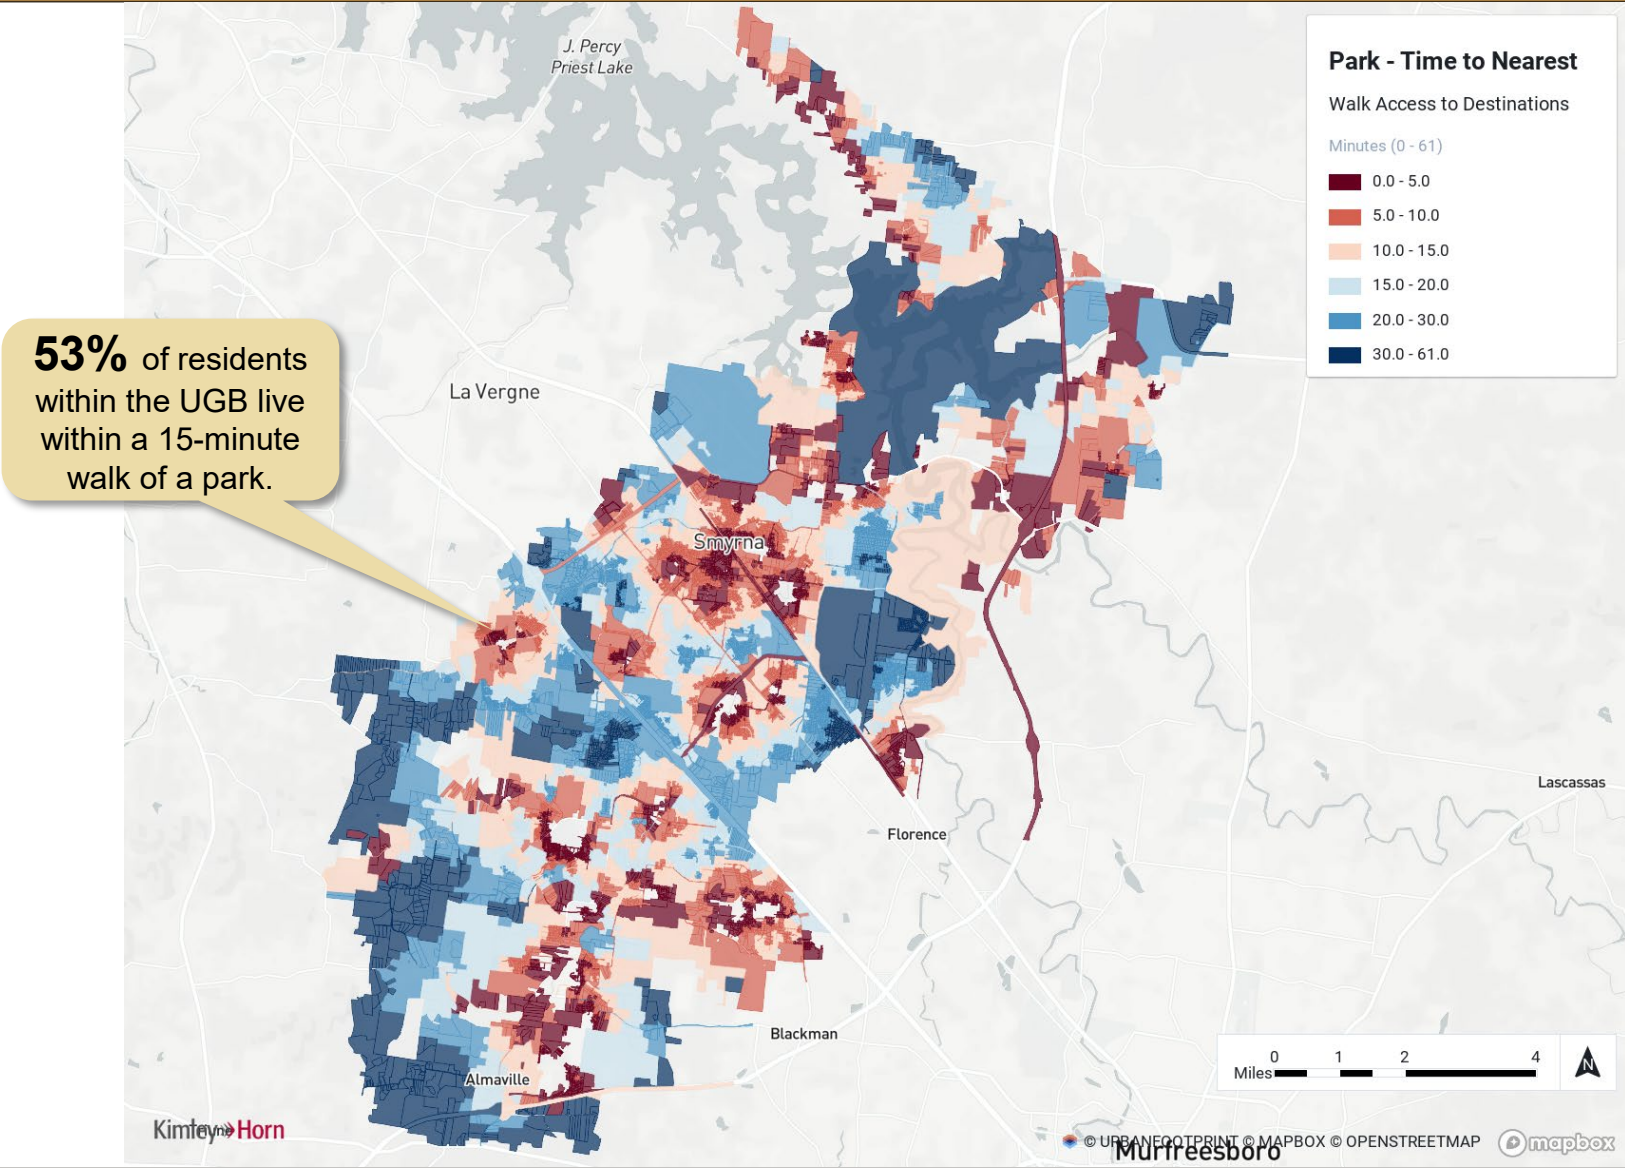 J. Percy
Priest Lake
Park - Time to Nearest
Walk Access to Destinations
Minutes (0 - 61)
0.0 - 5.0
5.0 - 10.0
10.0 - 15.0
15.0 - 20.0
20.0 - 30.0
30.0 - 61.0
53% of residents
within the UGB live
within a 15-minute
walk of a park.
La Vergne
Smyrna
Lascassas
Florence
Blackman
Almaville
0 1 2 4
Miles
N
Kimley Horn
© URBANFOOTPRINT © MAPBOX © OPENSTREETMAP
mapbox
Murfreesboro